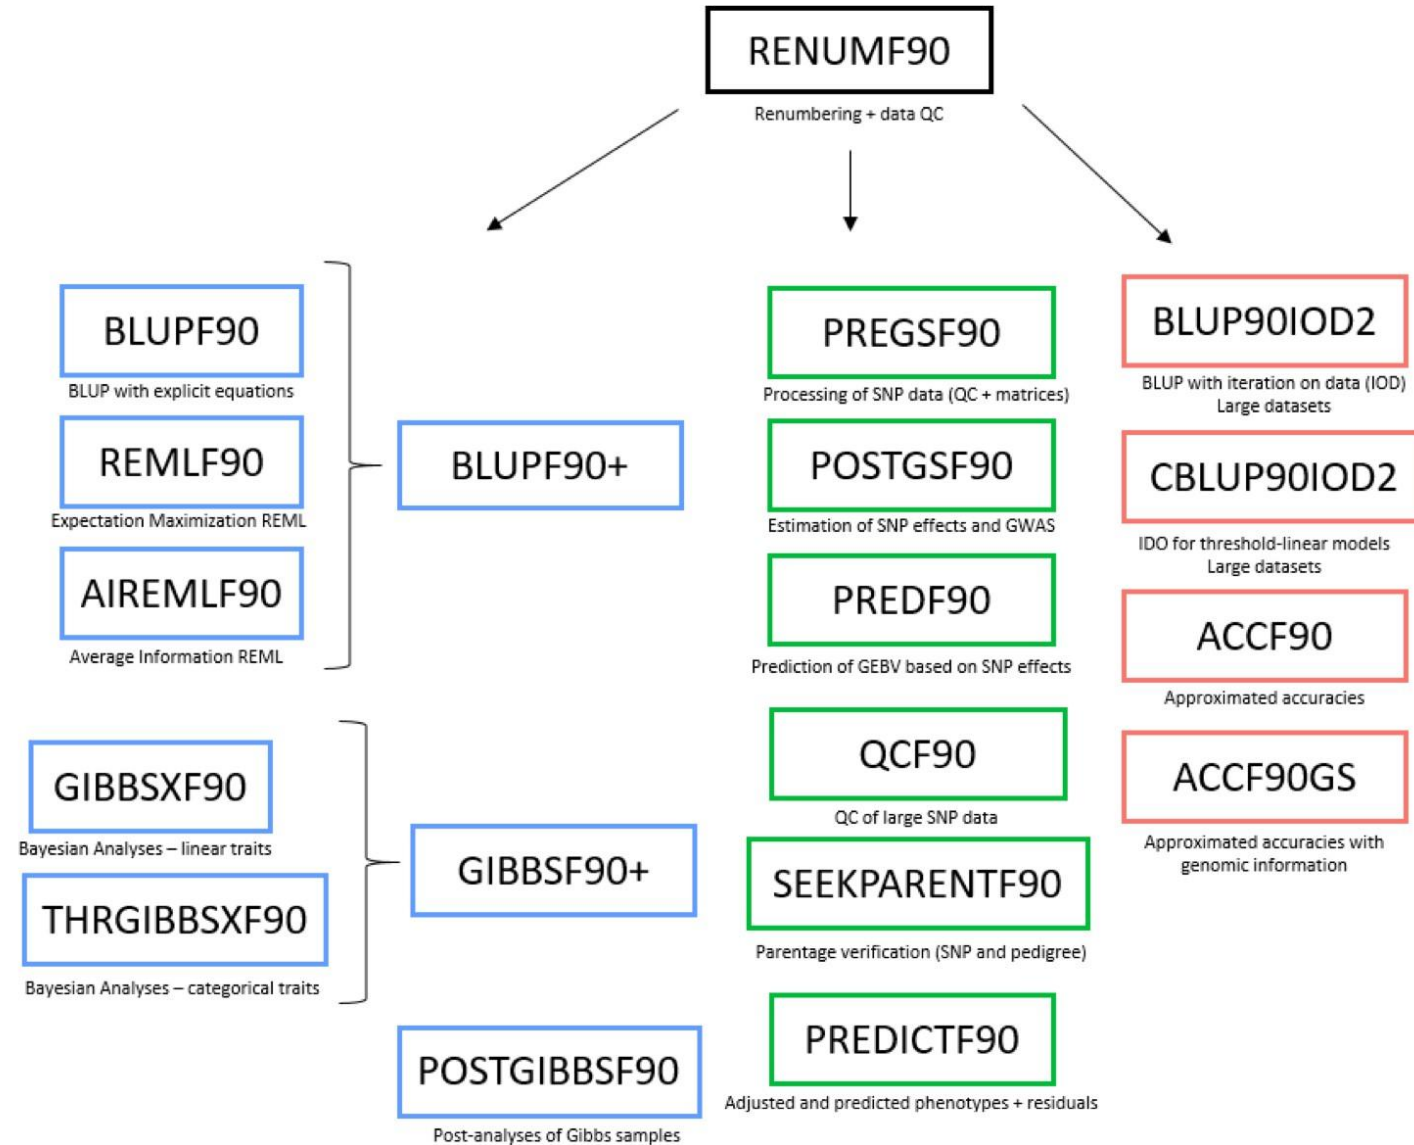 RENUMF90
Renumbering + data QC
BLUPF90
BLUP with explicit equations
REMLF90
Expectation Maximization REML
AIREMLF90
Average Information REML
BLUPF90+
GIBBSXF90
Bayesian Analyses – linear traits
THRGIBBSXF90
Bayesian Analyses – categorical traits
GIBBSF90+
POSTGIBBSF90
Post-analyses of Gibbs samples
PREGSF90
Processing of SNP data (QC + matrices)
POSTGSF90
Estimation of SNP effects and GWAS
PREDF90
Prediction of GEBV based on SNP effects
QCF90
QC of large SNP data
SEEKPARENTF90
Parentage verification (SNP and pedigree)
PREDICTF90
Adjusted and predicted phenotypes + residuals
BLUP90IOD2
BLUP with iteration on data (IOD)
Large datasets
CBLUP90IOD2
IDO for threshold-linear models
Large datasets
ACCF90
Approximated accuracies
ACCF90GS
Approximated accuracies with
genomic information